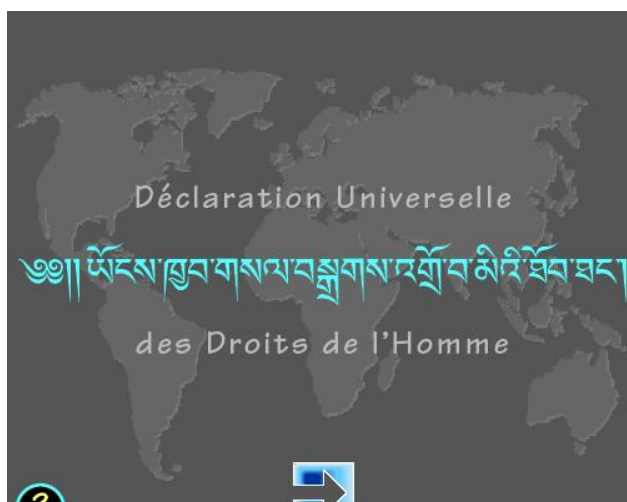 Déclaration Universelle
༄༅།། ཡོངས་ཁྱབ་གསལ་བསྒྲགས་འགྲོ་བ་མིའི་ཐོབ་ཐང་།
des Droits de l'Homme